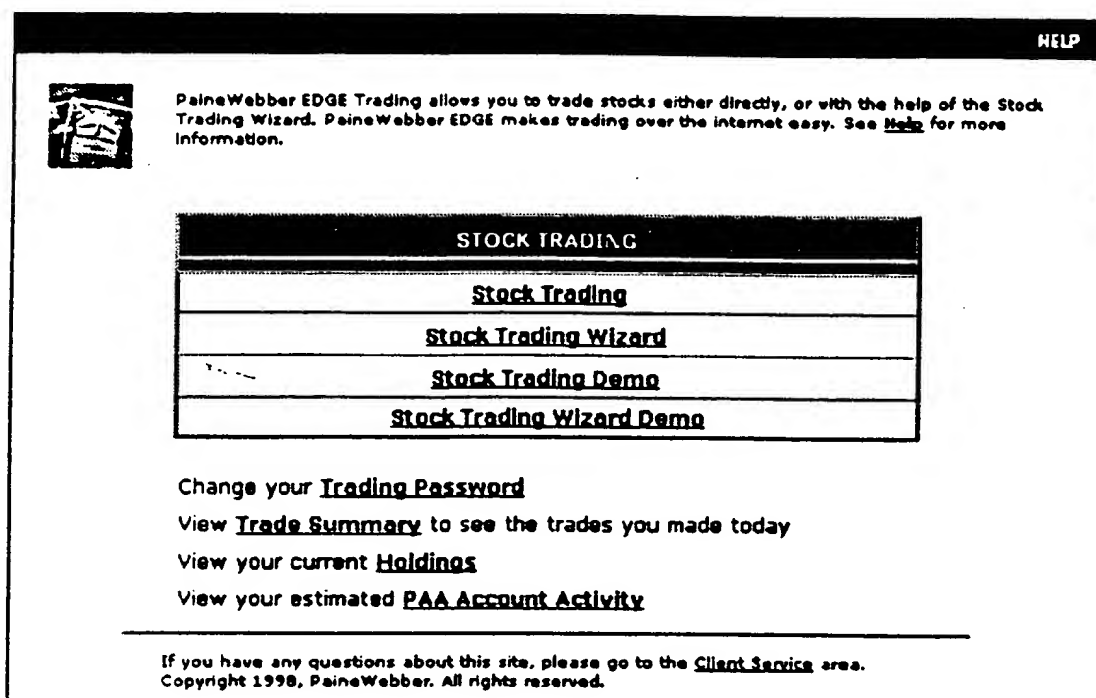 HELP
PaineWebber EDGE Trading allows you to trade stocks either directly, or with the help of the Stock
Trading Wizard. PaineWebber EDGE makes trading over the internet easy. See Help for more
information.
STOCK TRADING
Stock Trading
Stock Trading Wizard
Stock Trading Demo
Stock Trading Wizard Demo
Change your Trading Password
View Trade Summary to see the trades you made today
View your current Holdings
View your estimated PAA Account Activity
If you have any questions about this site, please go to the Client Service area.
Copyright 1998, PaineWebber. All rights reserved.